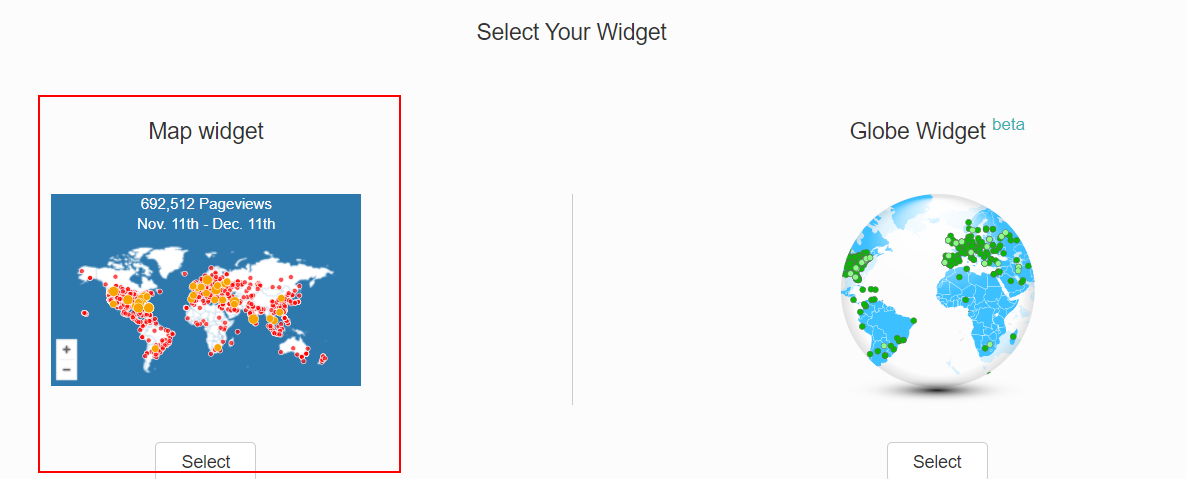 Select Your Widget
Map widget
692,512 Pageviews
Nov. 11th - Dec. 11th
+
−
Select
Globe Widget beta
Select